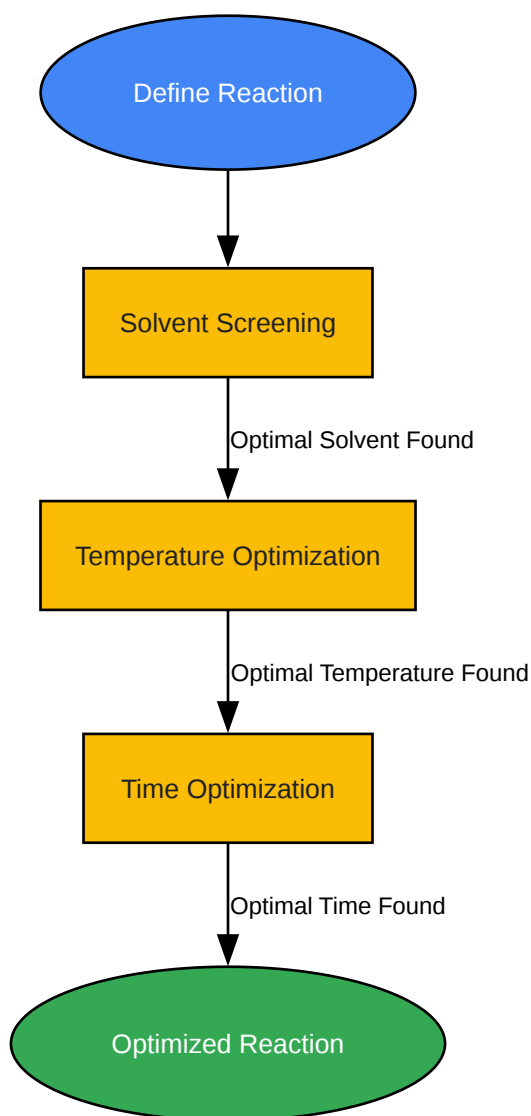 Define Reaction
Solvent Screening
Optimal Solvent Found
Temperature Optimization
Optimal Temperature Found
Time Optimization
Optimal Time Found
Optimized Reaction